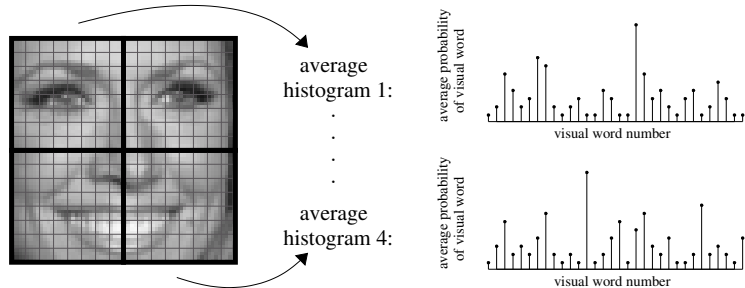 average
histogram 1:
.
.
.
.
average
histogram 4:
average probability
of visual word
visual word number
average probability
of visual word
visual word number